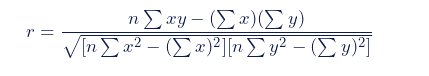 r = \frac{n \sum xy - (\sum x)(\sum y)}{\sqrt{[n \sum x^2 - (\sum x)^2][n \sum y^2 - (\sum y)^2]}}